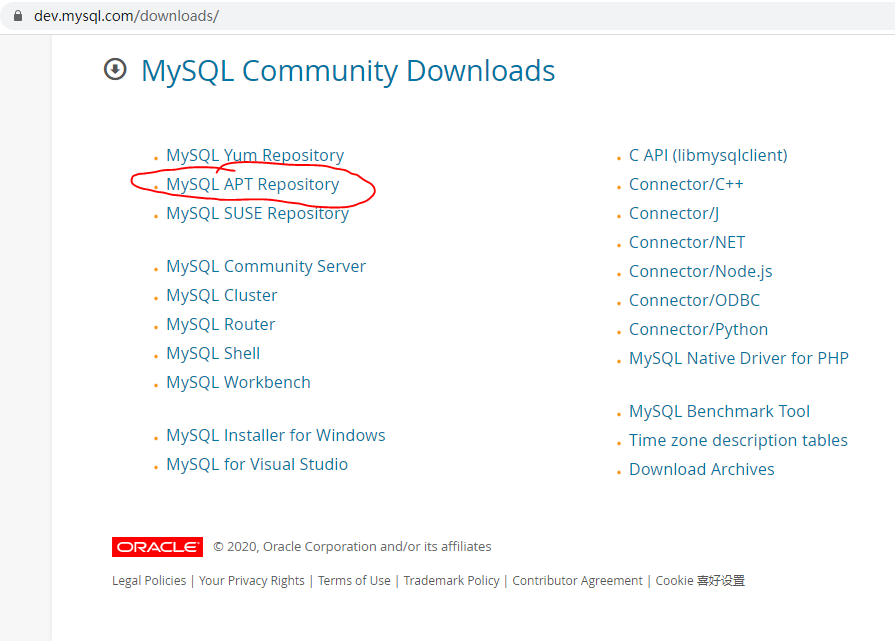 dev.mysql.com/downloads/
MySQL Community Downloads
MySQL Yum Repository
MySQL APT Repository
MySQL SUSE Repository
MySQL Community Server
MySQL Cluster
MySQL Router
MySQL Shell
MySQL Workbench
MySQL Installer for Windows
MySQL for Visual Studio
C API (libmysqlclient)
Connector/C++
Connector/J
Connector/NET
Connector/Node.js
Connector/ODBC
Connector/Python
MySQL Native Driver for PHP
MySQL Benchmark Tool
Time zone description tables
Download Archives
ORACLE © 2020, Oracle Corporation and/or its affiliates
Legal Policies | Your Privacy Rights | Terms of Use | Trademark Policy | Contributor Agreement | Cookie 喜好设置